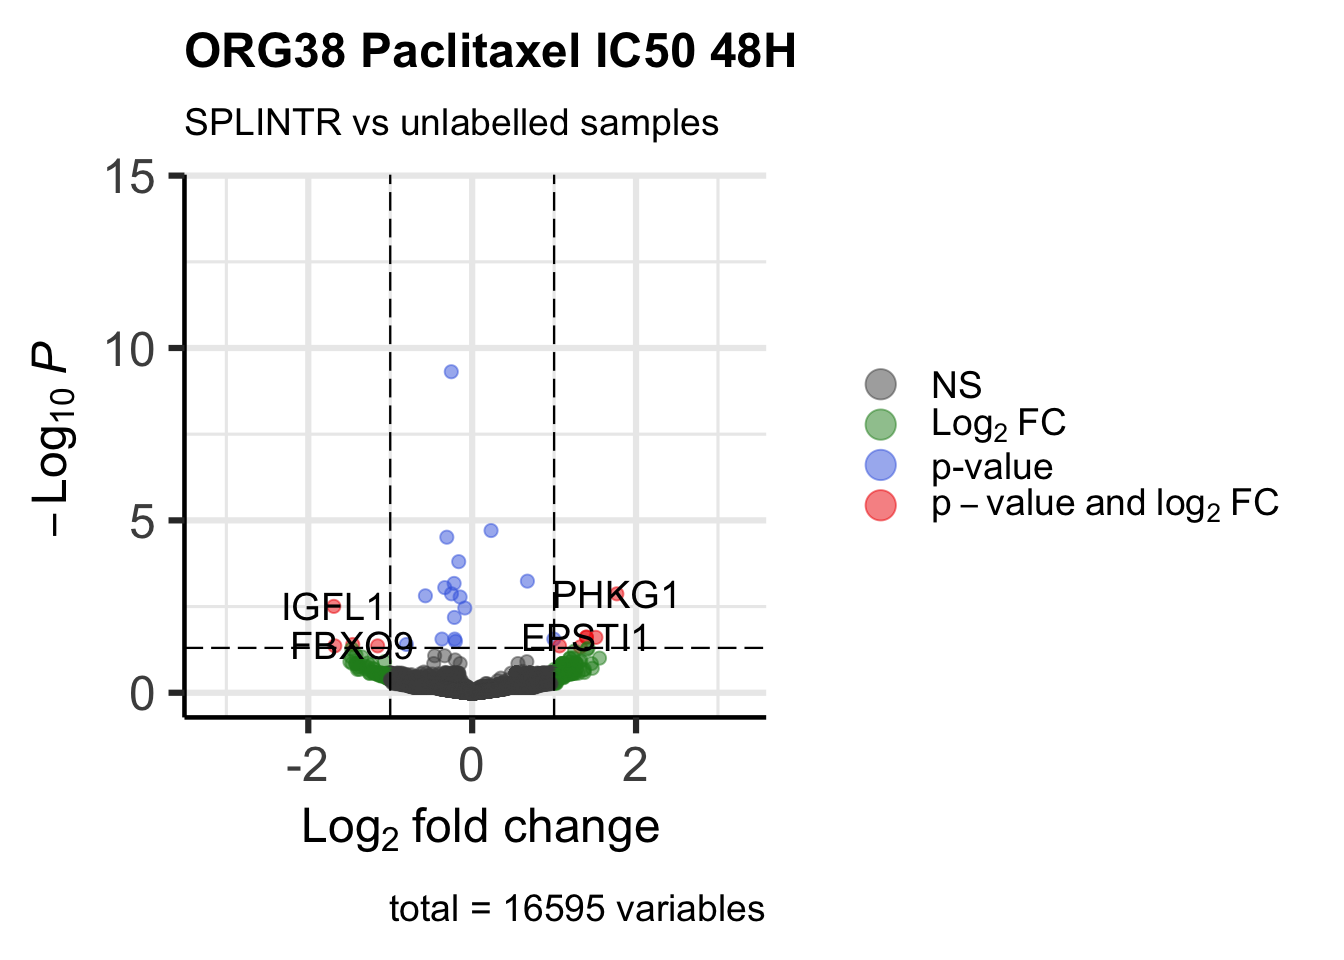 ORG38 Paclitaxel IC50 48H
SPLINTR vs unlabelled samples
−Log₁₀ P
15
10
5
0
IGFL1
PHKG1
FBXO9
EPSTI1
-2
0
2
Log₂ fold change
total = 16595 variables
NS
Log₂ FC
p-value
p − value and log₂ FC